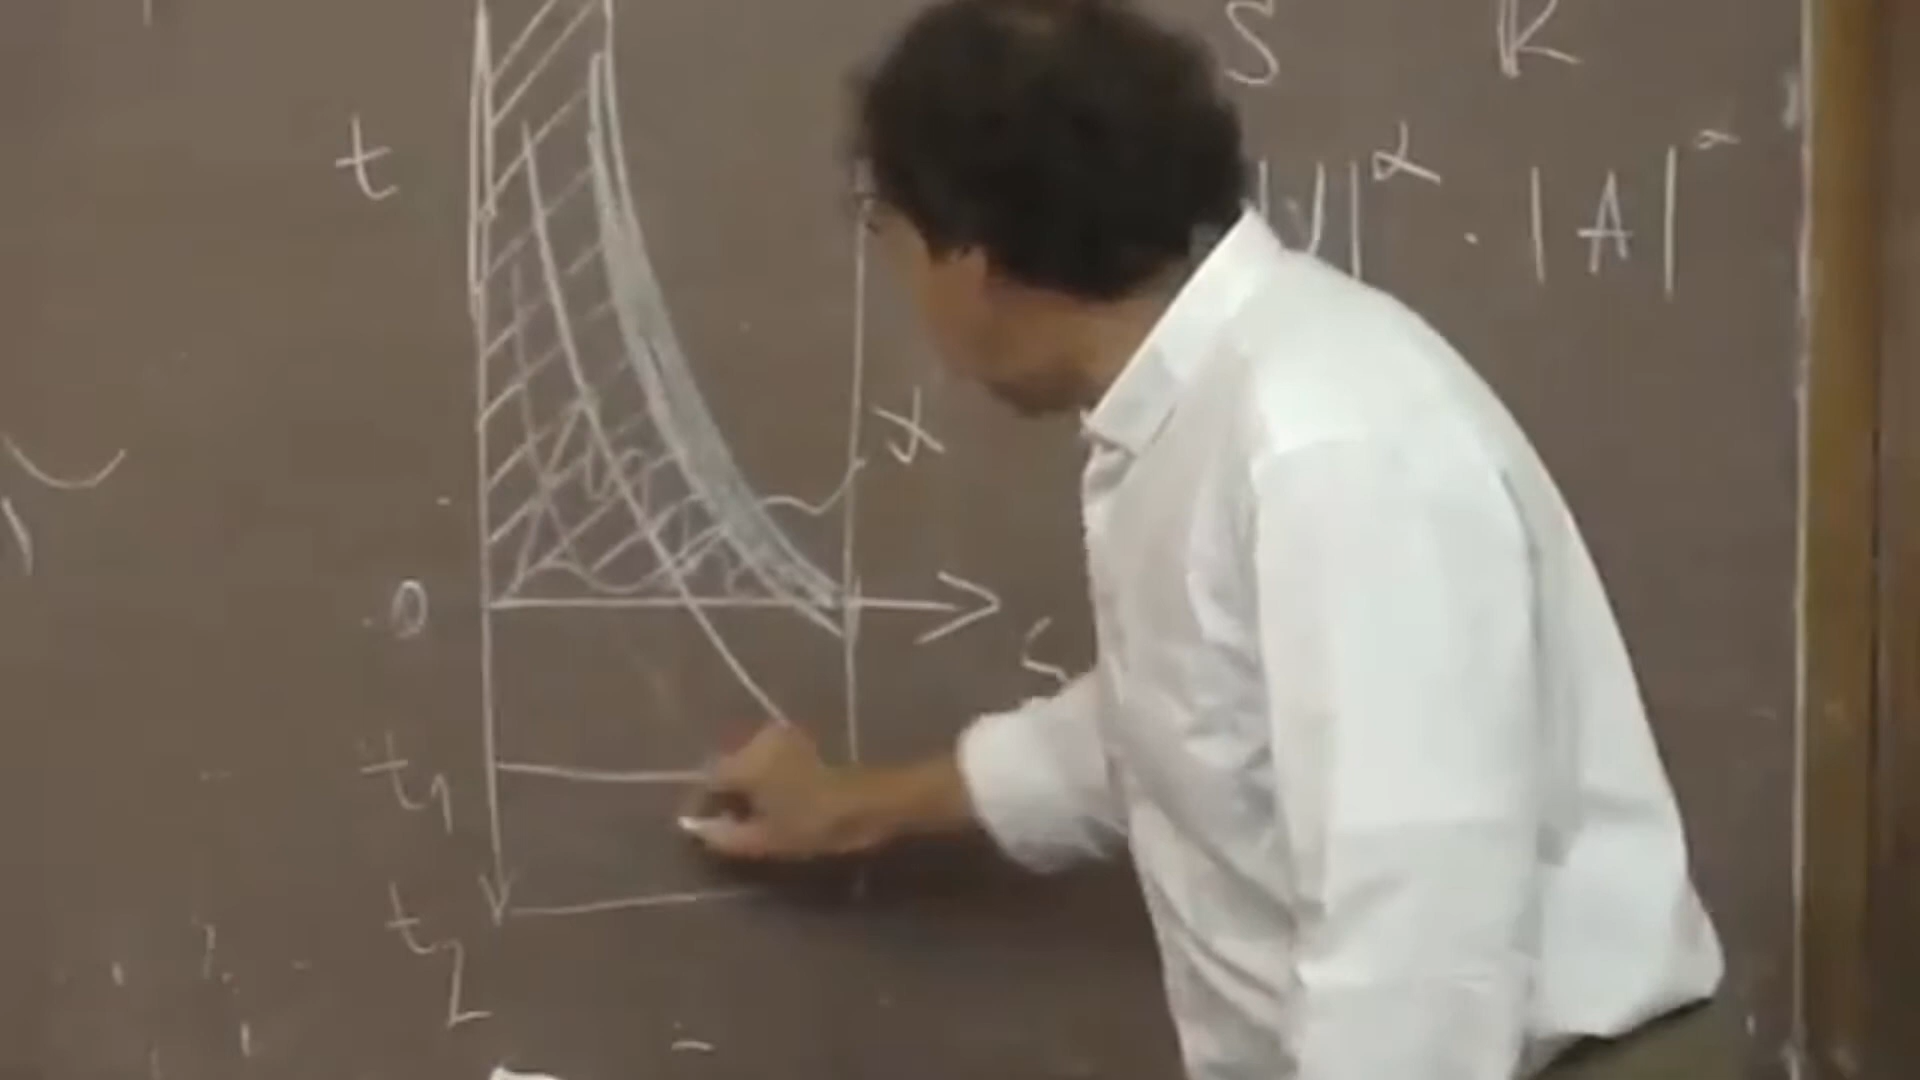 S R
t
|V|^α · |A|^α
x
0
S
t₁
t₂